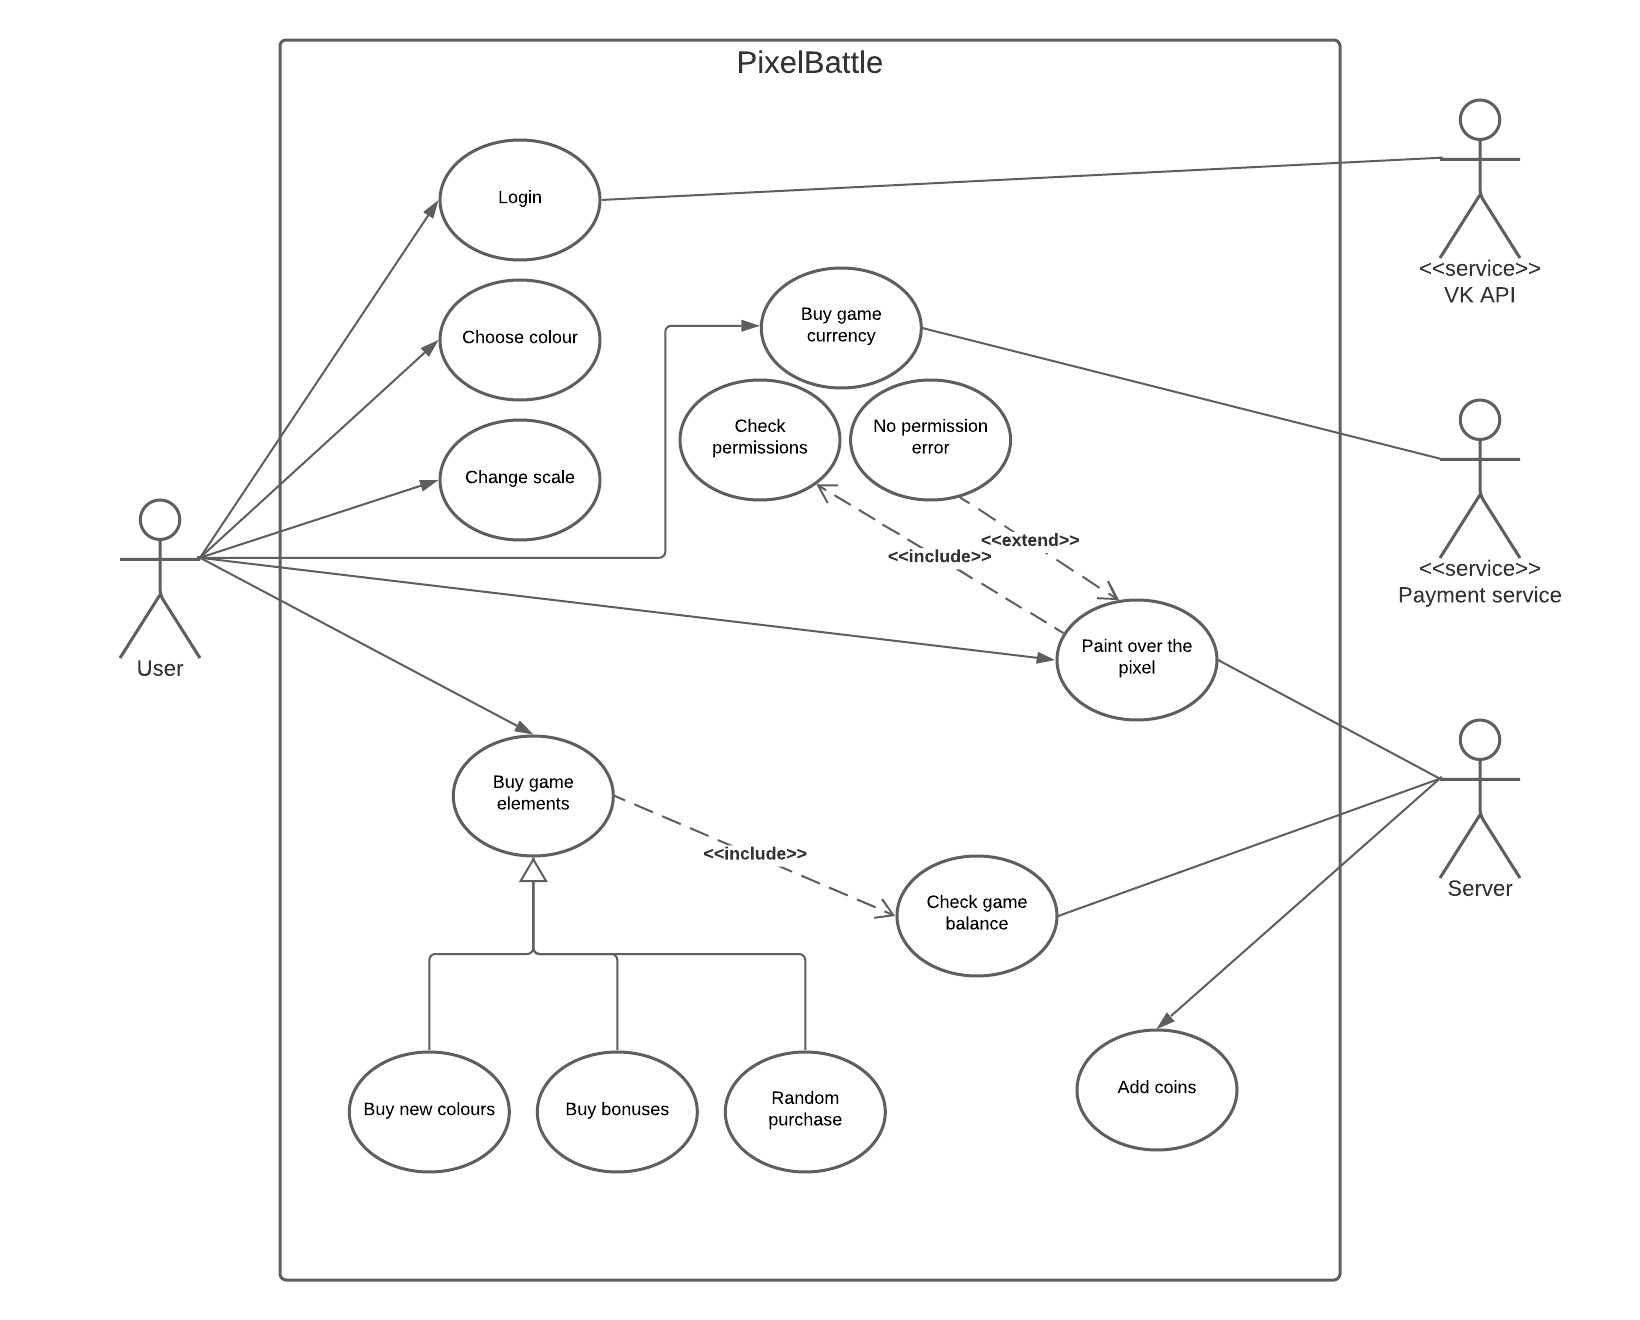 PixelBattle
Login
<<service>>
VK API
Choose colour
Buy game
currency
Change scale
Check
permissions
No permission
error
<<extend>>
<<include>>
<<service>>
Payment service
User
Paint over the
pixel
Buy game
elements
<<include>>
Server
Check game
balance
Buy new colours
Buy bonuses
Random
purchase
Add coins